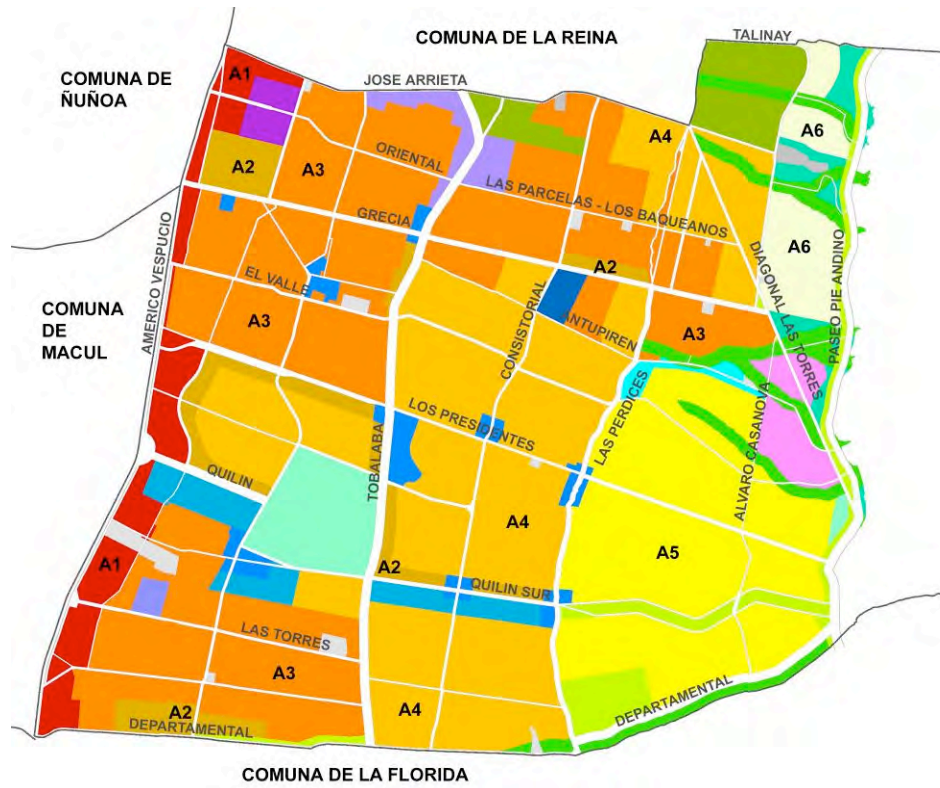 COMUNA DE LA REINA
TALINAY
COMUNA DE
ÑUÑOA
A1
JOSE ARRIETA
A4
A6
A2
A3
ORIENTAL
LAS PARCELAS - LOS BAQUEANOS
GRECIA
A6
AMERICO VESPUCIO
EL VALLE
A2
DIAGONAL LAS TORRES
PASEO PIE ANDINO
COMUNA
DE
MACUL
A3
CONSISTORIAL
ANTUPIREN
A3
LOS PRESIDENTES
LAS PERDICES
ALVARO CASANOVA
TOBALABA
QUILIN
A4
A5
A1
A2
QUILIN SUR
LAS TORRES
A3
A2
A4
DEPARTAMENTAL
DEPARTAMENTAL
COMUNA DE LA FLORIDA